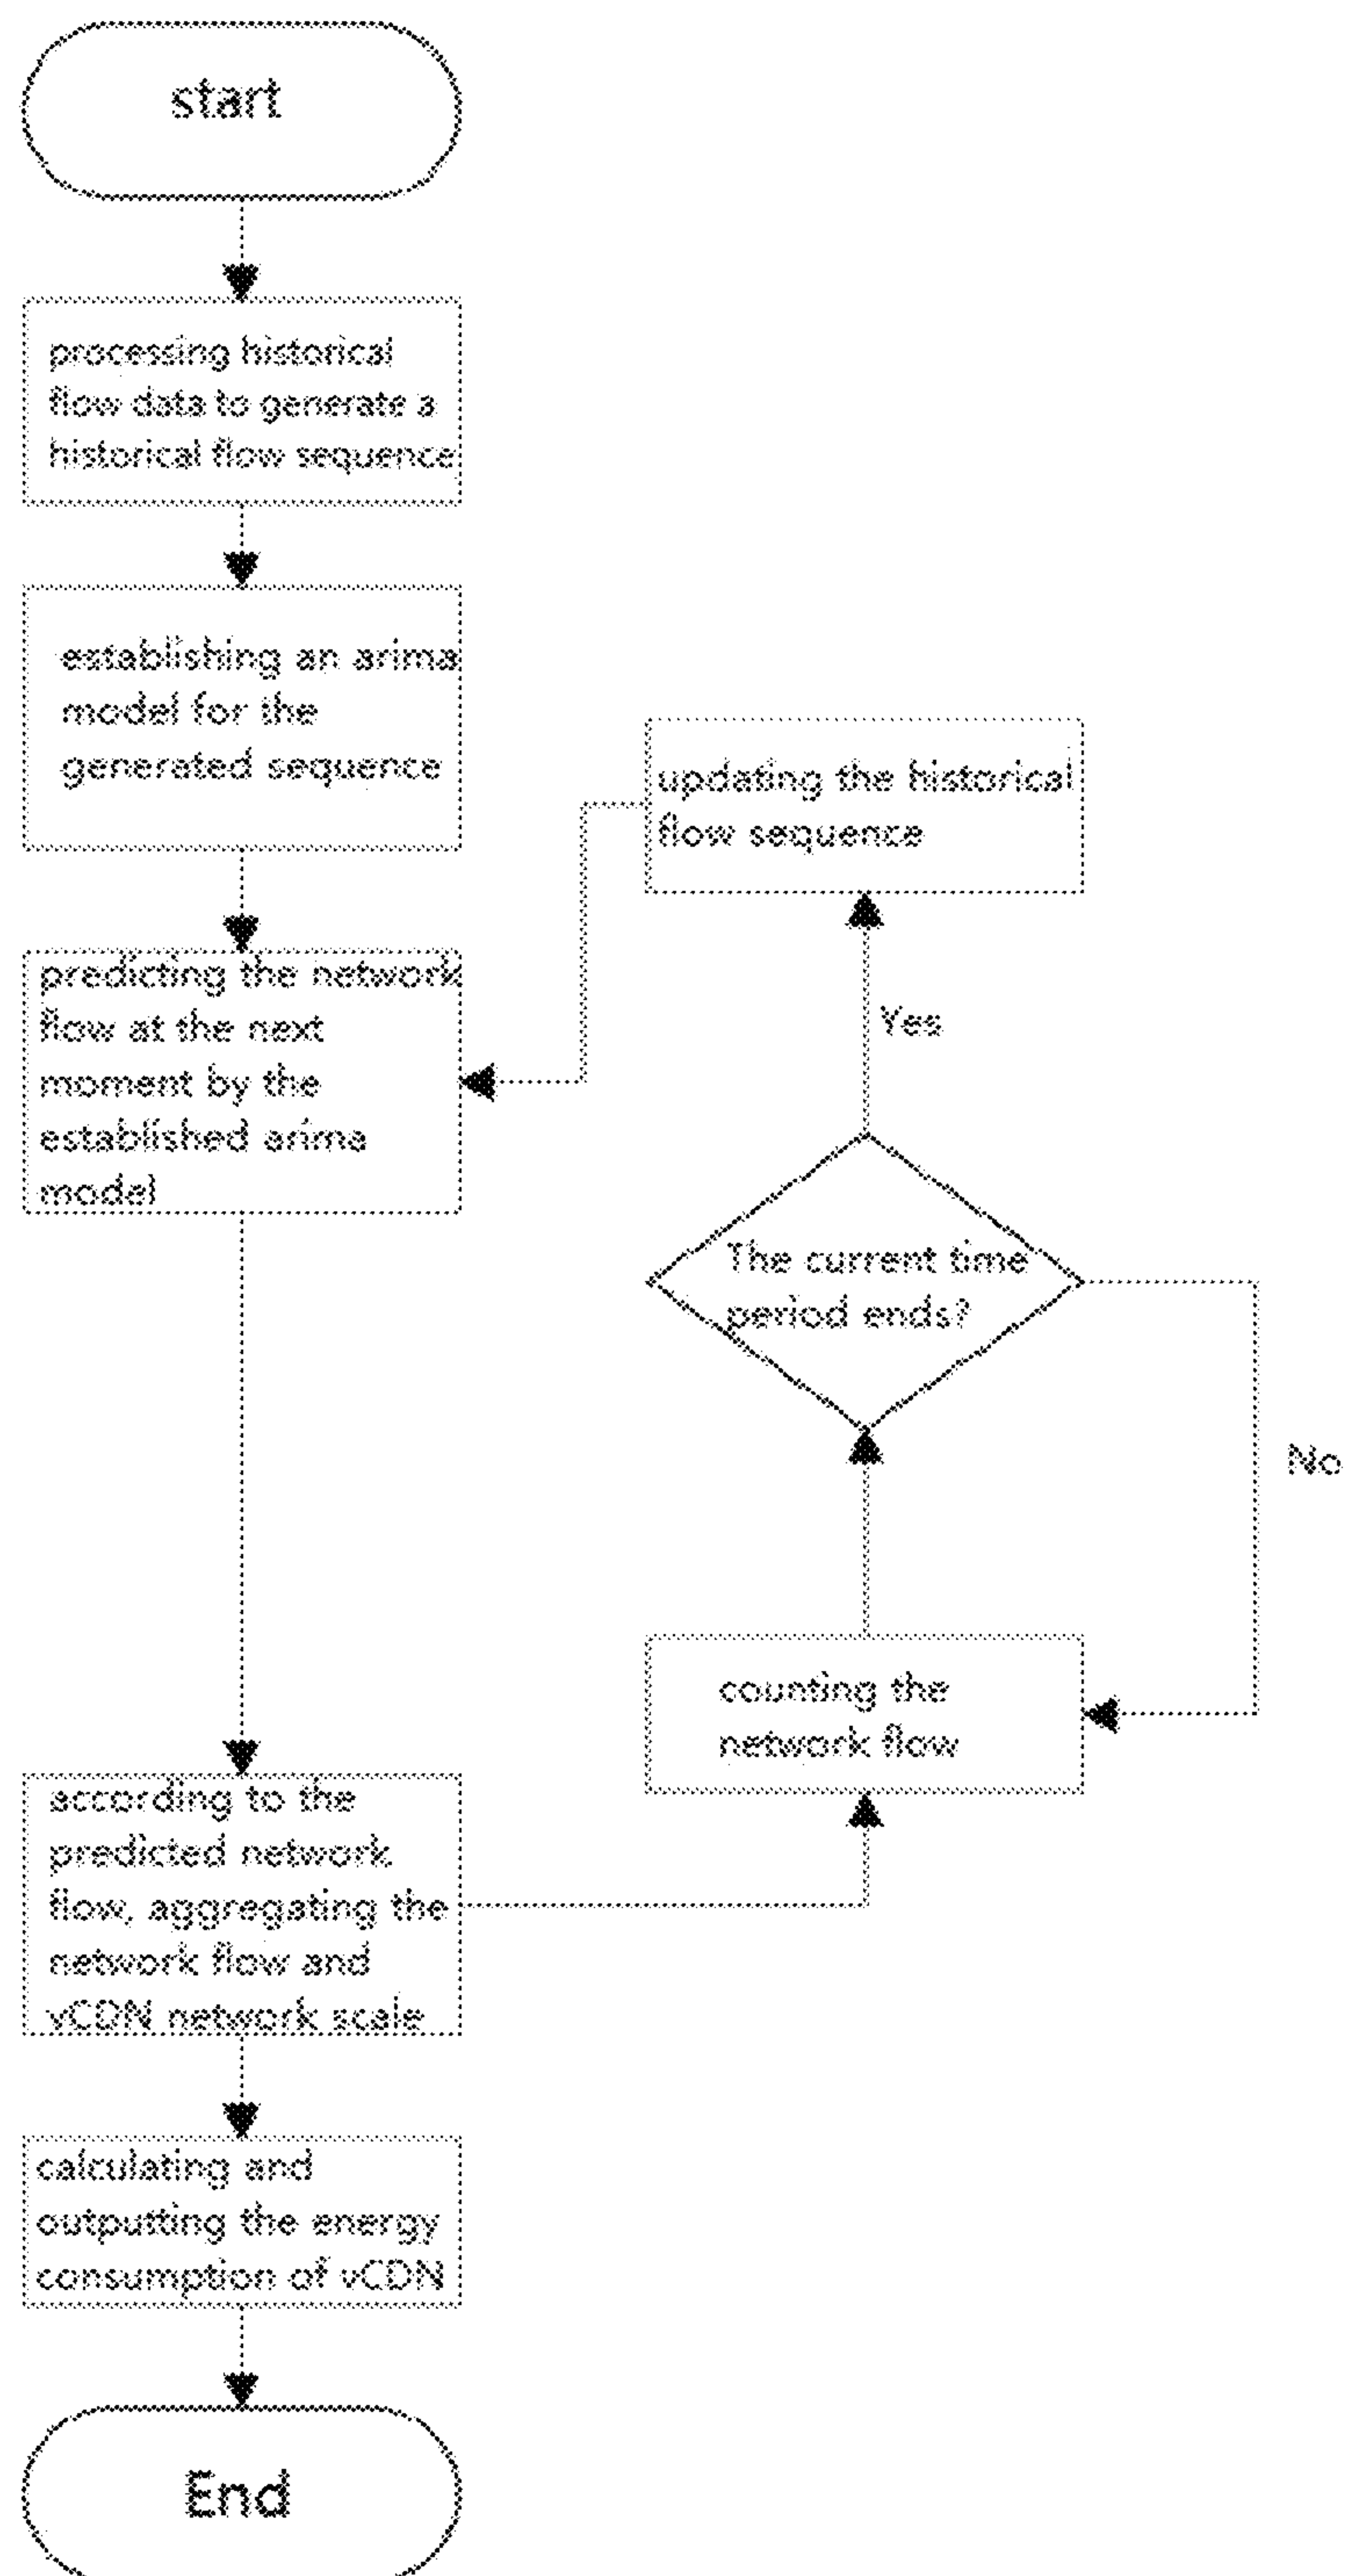 start
processing historical
flow data to generate a
historical flow sequence
establishing an arima
model for the
generated sequence
predicting the network
flow at the next
moment by the
established arima
model
according to the
predicted network
flow, aggregating the
network flow and
vCDN network scale
calculating and
outputting the energy
consumption of vCDN
End
updating the historical
flow sequence
Yes
The current time
period ends?
No
counting the
network flow